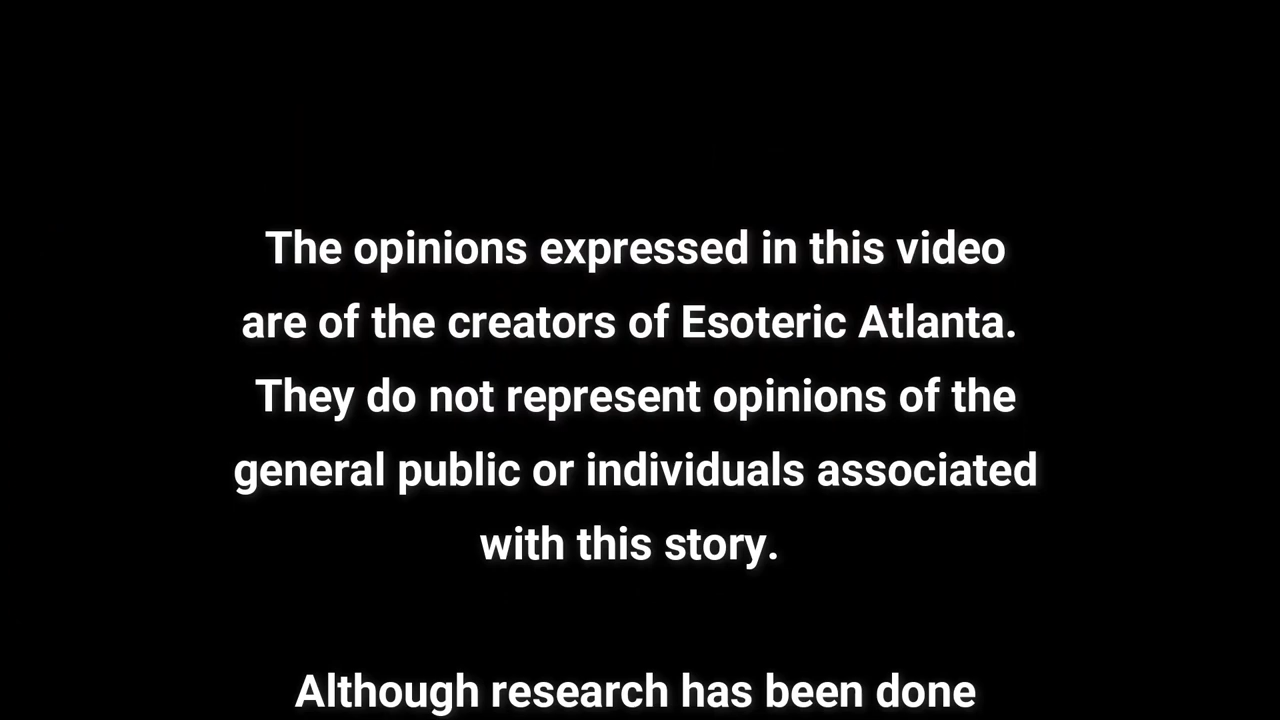 The opinions expressed in this video
are of the creators of Esoteric Atlanta.
They do not represent opinions of the
general public or individuals associated
with this story.
Although research has been done